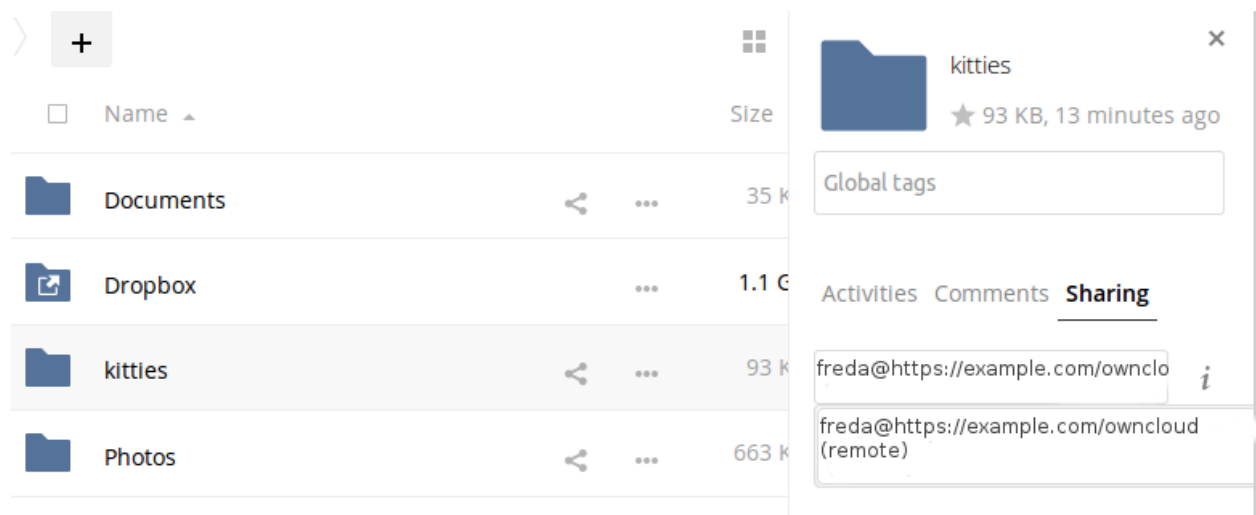 +
Name
Size
Documents
35 K
Dropbox
1.1 G
kitties
93 K
Photos
663 K
kitties
93 KB, 13 minutes ago
Global tags
Activities Comments Sharing
freda@https://example.com/ownclo
i
freda@https://example.com/owncloud
(remote)